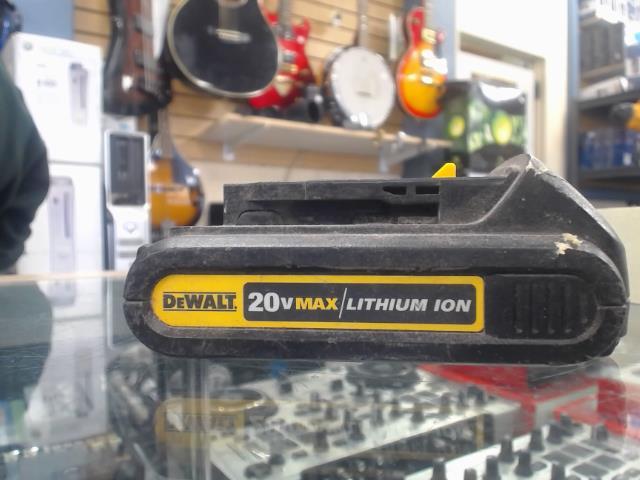 DEWALT. 20V MAX/LITHIUM ION